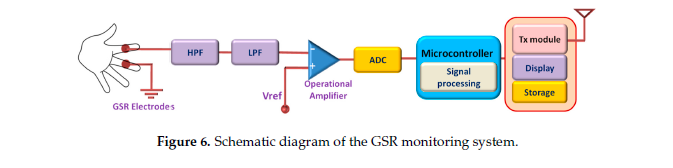 HPF
LPF
-
+
Vref
Operational
Amplifier
ADC
Microcontroller
Signal
processing
Tx module
Display
Storage
GSR Electrodes
Figure 6. Schematic diagram of the GSR monitoring system.